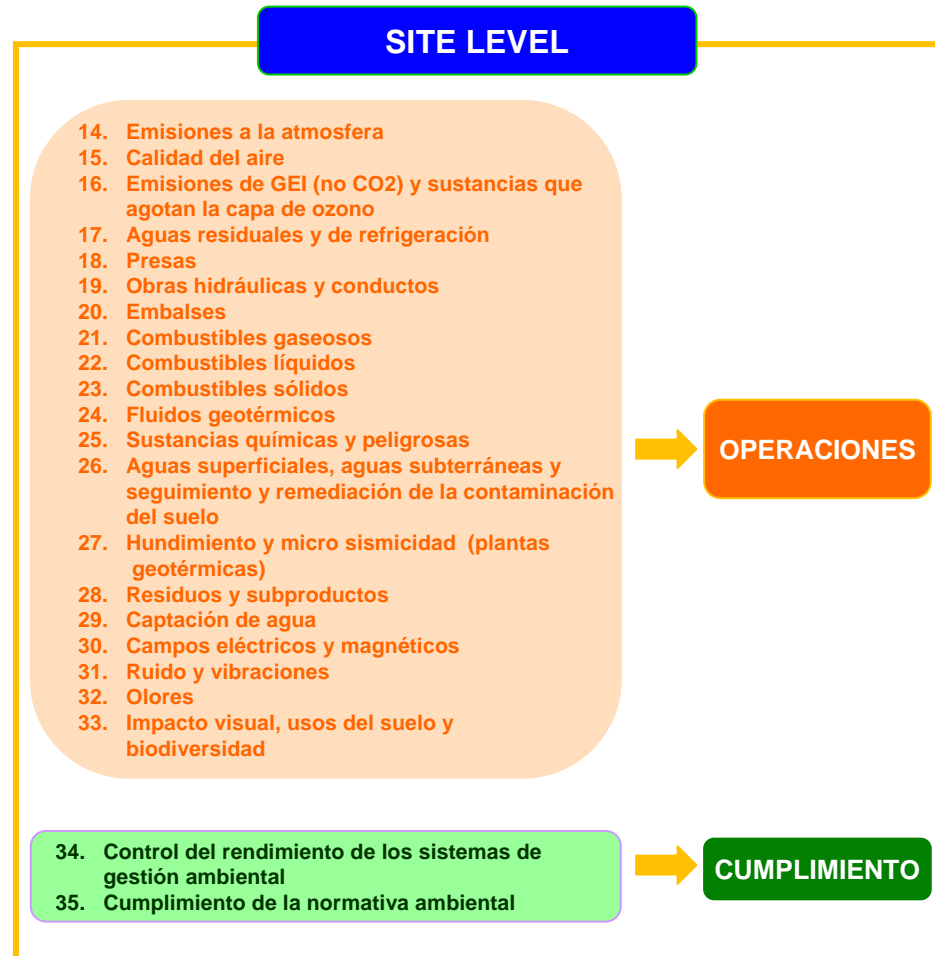 SITE LEVEL
14. Emisiones a la atmosfera
15. Calidad del aire
16. Emisiones de GEI (no CO2) y sustancias que
agotan la capa de ozono
17. Aguas residuales y de refrigeración
18. Presas
19. Obras hidráulicas y conductos
20. Embalses
21. Combustibles gaseosos
22. Combustibles líquidos
23. Combustibles sólidos
24. Fluidos geotérmicos
25. Sustancias químicas y peligrosas
26. Aguas superficiales, aguas subterráneas y
seguimiento y remediación de la contaminación
del suelo
27. Hundimiento y micro sismicidad (plantas
geotérmicas)
28. Residuos y subproductos
29. Captación de agua
30. Campos eléctricos y magnéticos
31. Ruido y vibraciones
32. Olores
33. Impacto visual, usos del suelo y
biodiversidad
OPERACIONES
34. Control del rendimiento de los sistemas de
gestión ambiental
35. Cumplimiento de la normativa ambiental
CUMPLIMIENTO